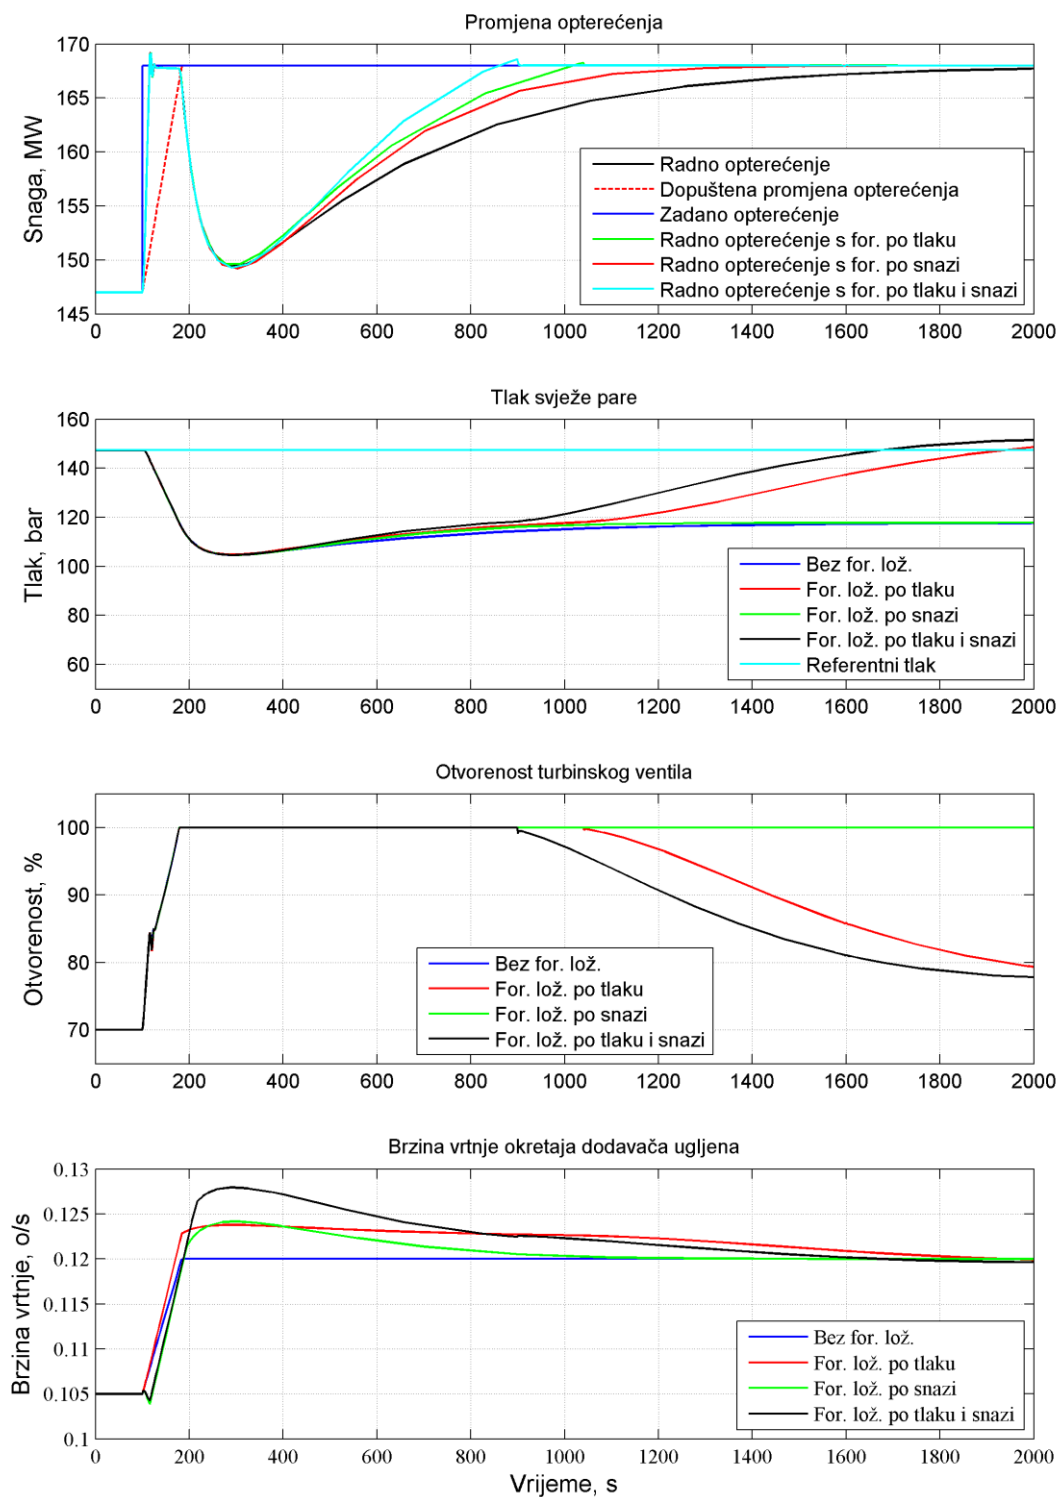 Promjena opterećenja
Snaga, MW
170
165
160
155
150
145
Radno opterećenje
Dopuštena promjena opterećenja
Zadano opterećenje
Radno opterećenje s for. po tlaku
Radno opterećenje s for. po snazi
Radno opterećenje s for. po tlaku i snazi
0 200 400 600 800 1000 1200 1400 1600 1800 2000
Tlak svježe pare
Tlak, bar
160
140
120
100
80
60
Bez for. lož.
For. lož. po tlaku
For. lož. po snazi
For. lož. po tlaku i snazi
Referentni tlak
0 200 400 600 800 1000 1200 1400 1600 1800 2000
Otvorenost turbinskog ventila
Otvorenost, %
100
90
80
70
Bez for. lož.
For. lož. po tlaku
For. lož. po snazi
For. lož. po tlaku i snazi
0 200 400 600 800 1000 1200 1400 1600 1800 2000
Brzina vrtnje okretaja dodavača ugljena
Brzina vrtnje, o/s
0.13
0.125
0.12
0.115
0.11
0.105
0.1
Bez for. lož.
For. lož. po tlaku
For. lož. po snazi
For. lož. po tlaku i snazi
0 200 400 600 800 1000 1200 1400 1600 1800 2000
Vrijeme, s